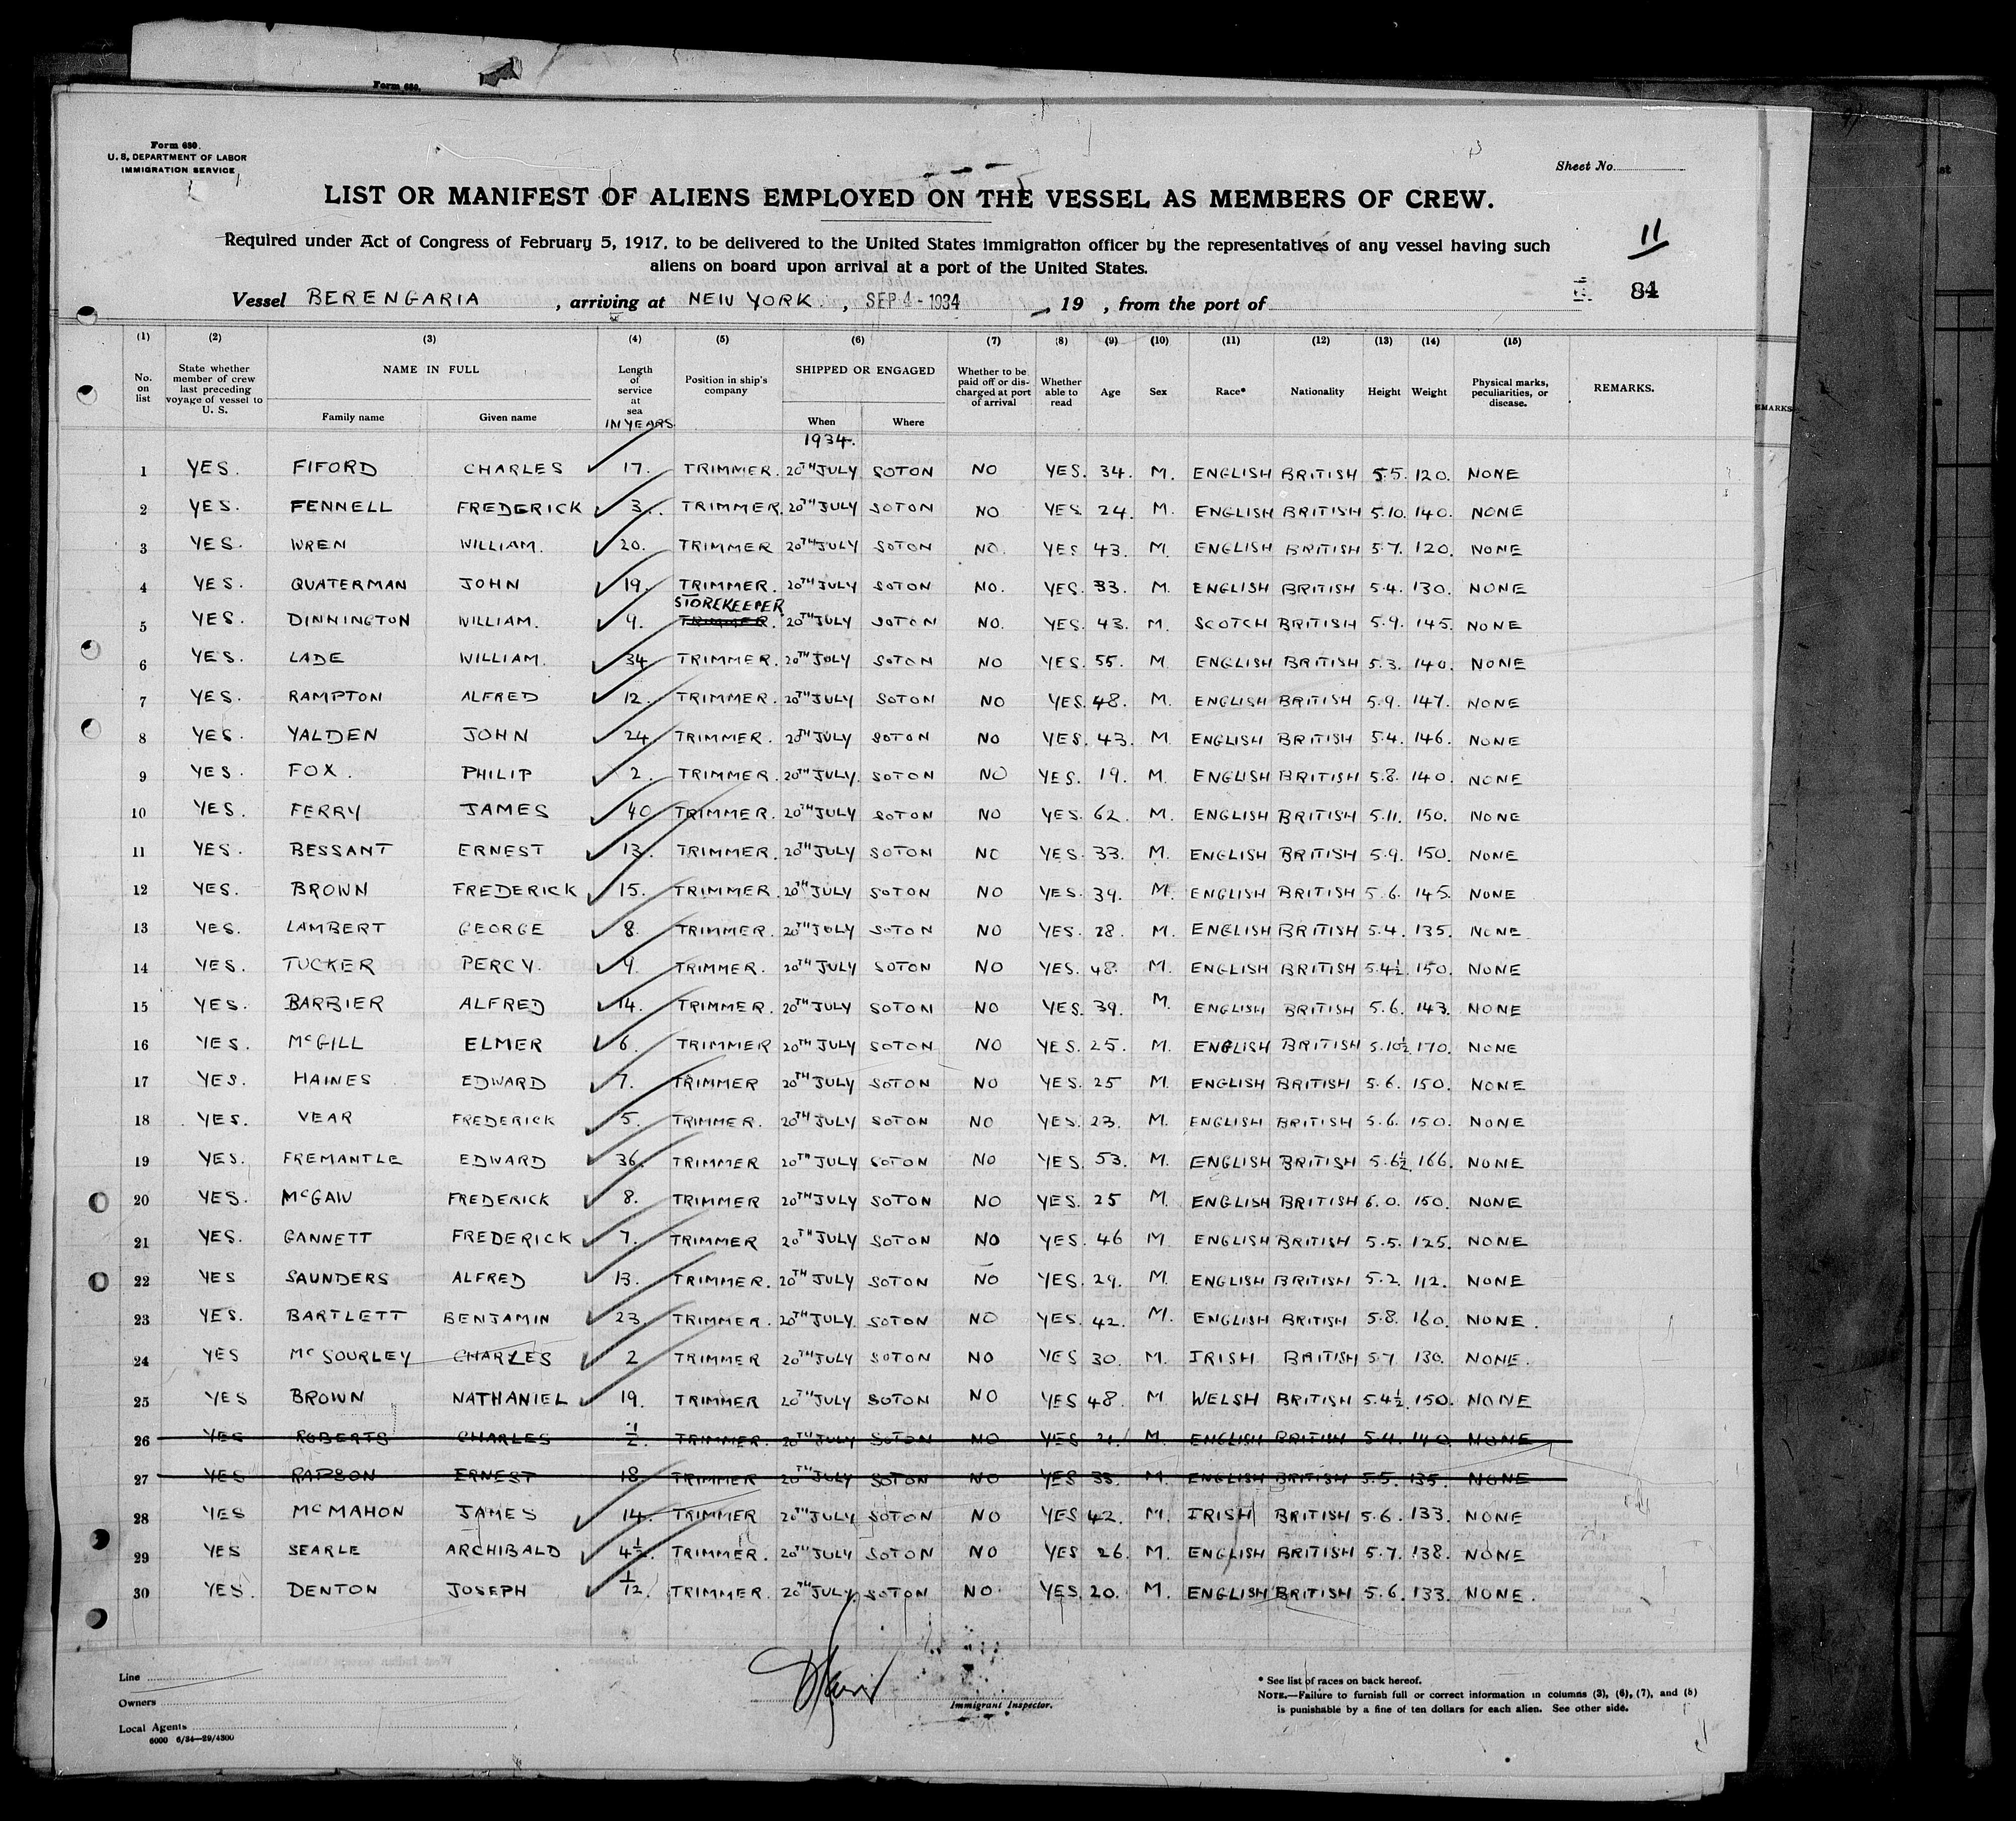 Form 680.
Form 680.
U. S. DEPARTMENT OF LABOR
IMMIGRATION SERVICE
Sheet No.
LIST OR MANIFEST OF ALIENS EMPLOYED ON THE VESSEL AS MEMBERS OF CREW.
Required under Act of Congress of February 5, 1917, to be delivered to the United States immigration officer by the representatives of any vessel having such
aliens on board upon arrival at a port of the United States.
11
84
Vessel BERENGARIA , arriving at NEW YORK , SEP 4 - 1934 , 19 , from the port of
(1) (2) (3) (4) (5) (6) (7) (8) (9) (10) (11) (12) (13) (14) (15)
No. on list State whether member of crew last preceding voyage of vessel to U. S. NAME IN FULL Family name Given name Length of service at sea IN YEARS Position in ship's company SHIPPED OR ENGAGED When Where Whether to be paid off or discharged at port of arrival Whether able to read Age Sex Race* Nationality Height Weight Physical marks, peculiarities, or disease. REMARKS.
1934.
1 YES. FIFORD CHARLES 17. TRIMMER. 20TH JULY SOTON NO YES. 34. M. ENGLISH BRITISH 5.5. 120. NONE
2 YES. FENNELL FREDERICK 3. TRIMMER. 20TH JULY SOTON NO YES. 24. M. ENGLISH BRITISH 5.10. 140. NONE
3 YES. WREN WILLIAM. 20. TRIMMER 20TH JULY SOTON NO. YES 43. M. ENGLISH BRITISH 5.7. 120. NONE
4 YES. QUATERMAN JOHN 19. TRIMMER. 20TH JULY SOTON NO. YES. 33. M. ENGLISH BRITISH 5.4. 130. NONE
5 YES. DINNINGTON WILLIAM. 9. STOREKEEPER TRIMMER. 20TH JULY SOTON NO. YES. 43. M. SCOTCH BRITISH 5.9. 145. NONE
6 YES. LADE WILLIAM. 34 TRIMMER. 20TH JULY SOTON NO YES. 55. M. ENGLISH BRITISH 5.3. 140. NONE
7 YES. RAMPTON ALFRED 12. TRIMMER. 20TH JULY SOTON NO YES. 48. M. ENGLISH BRITISH 5.9. 147. NONE
8 YES. YALDEN JOHN 24 TRIMMER. 20TH JULY SOTON NO YES. 43. M. ENGLISH BRITISH 5.4. 146. NONE
9 YES. FOX. PHILIP 2. TRIMMER. 20TH JULY. SOTON NO YES. 19. M. ENGLISH BRITISH 5.8. 140. NONE
10 YES. FERRY JAMES 40 TRIMMER. 20TH JULY SOTON NO YES. 62. M. ENGLISH BRITISH 5.11. 150. NONE
11 YES. BESSANT ERNEST 13. TRIMMER. 20TH JULY SOTON NO YES. 33. M. ENGLISH BRITISH 5.9. 150. NONE
12 YES. BROWN FREDERICK 15. TRIMMER. 20TH JULY SOTON NO YES. 39. M. ENGLISH BRITISH 5.6. 145. NONE
13 YES. LAMBERT GEORGE 8. TRIMMER. 20TH JULY SOTON NO YES. 28. M. ENGLISH BRITISH 5.4. 135. NONE
14 YES. TUCKER PERCY. 9. TRIMMER. 20TH JULY SOTON NO YES. 48. M. ENGLISH BRITISH 5.4½. 150. NONE
15 YES. BARBIER ALFRED 14. TRIMMER. 20TH JULY SOTON NO YES. 39. M. ENGLISH BRITISH 5.6. 143. NONE
16 YES. McGILL ELMER 6. TRIMMER 20TH JULY SOTON NO YES. 25. M. ENGLISH BRITISH 5.10½ 170. NONE
17 YES. HAINES EDWARD 7. TRIMMER 20TH JULY SOTON NO YES. 25 M. ENGLISH BRITISH 5.6. 150. NONE
18 YES. VEAR FREDERICK 5. TRIMMER. 20TH JULY SOTON NO YES. 23. M. ENGLISH BRITISH 5.6. 150. NONE
19 YES. FREMANTLE EDWARD 36. TRIMMER 20TH JULY SOTON NO YES. 53. M. ENGLISH BRITISH 5.6½ 166. NONE
20 YES. McGAW FREDERICK 8. TRIMMER 20TH JULY SOTON NO YES. 25 M. ENGLISH BRITISH 6.0. 150. NONE
21 YES. GANNETT FREDERICK 7. TRIMMER 20TH JULY SOTON NO YES. 46 M ENGLISH BRITISH 5.5. 125. NONE
22 YES SAUNDERS ALFRED 13. TRIMMER. 20TH JULY SOTON NO YES. 29. M. ENGLISH BRITISH 5.2. 112. NONE
23 YES. BARTLETT BENJAMIN 23. TRIMMER. 20TH JULY. SOTON NO YES. 42. M. ENGLISH BRITISH 5.8. 160. NONE.
24 YES McSOURLEY CHARLES 2 TRIMMER 20TH JULY SOTON NO YES 30. M. IRISH BRITISH 5.7 130. NONE.
25 YES BROWN NATHANIEL 19. TRIMMER 20TH JULY SOTON NO YES 48 M WELSH BRITISH 5.4½. 150. NONE
26 YES ROBERTS CHARLES ½. TRIMMER. 20TH JULY SOTON NO YES 21. M. ENGLISH BRITISH 5.4. 140. NONE
27 YES RAPSON ERNEST 18. TRIMMER 20TH JULY SOTON NO YES 33. M. ENGLISH BRITISH 5.5. 135. NONE
28 YES McMAHON JAMES 14. TRIMMER 20TH JULY SOTON NO YES 42. M. IRISH BRITISH 5.6. 133. NONE
29 YES SEARLE ARCHIBALD 4½. TRIMMER. 20TH JULY SOTON NO YES 26. M. ENGLISH BRITISH 5.7. 138. NONE
30 YES. DENTON JOSEPH 1/12. TRIMMER. 20TH JULY. SOTON NO. YES. 20. M. ENGLISH BRITISH 5.6. 133. NONE.
Line
Owners
Local Agents
6000 6/34—29/4300
Immigrant Inspector.
* See list of races on back hereof.
NOTE.—Failure to furnish full or correct information in columns (3), (6), (7), and (8)
is punishable by a fine of ten dollars for each alien. See other side.